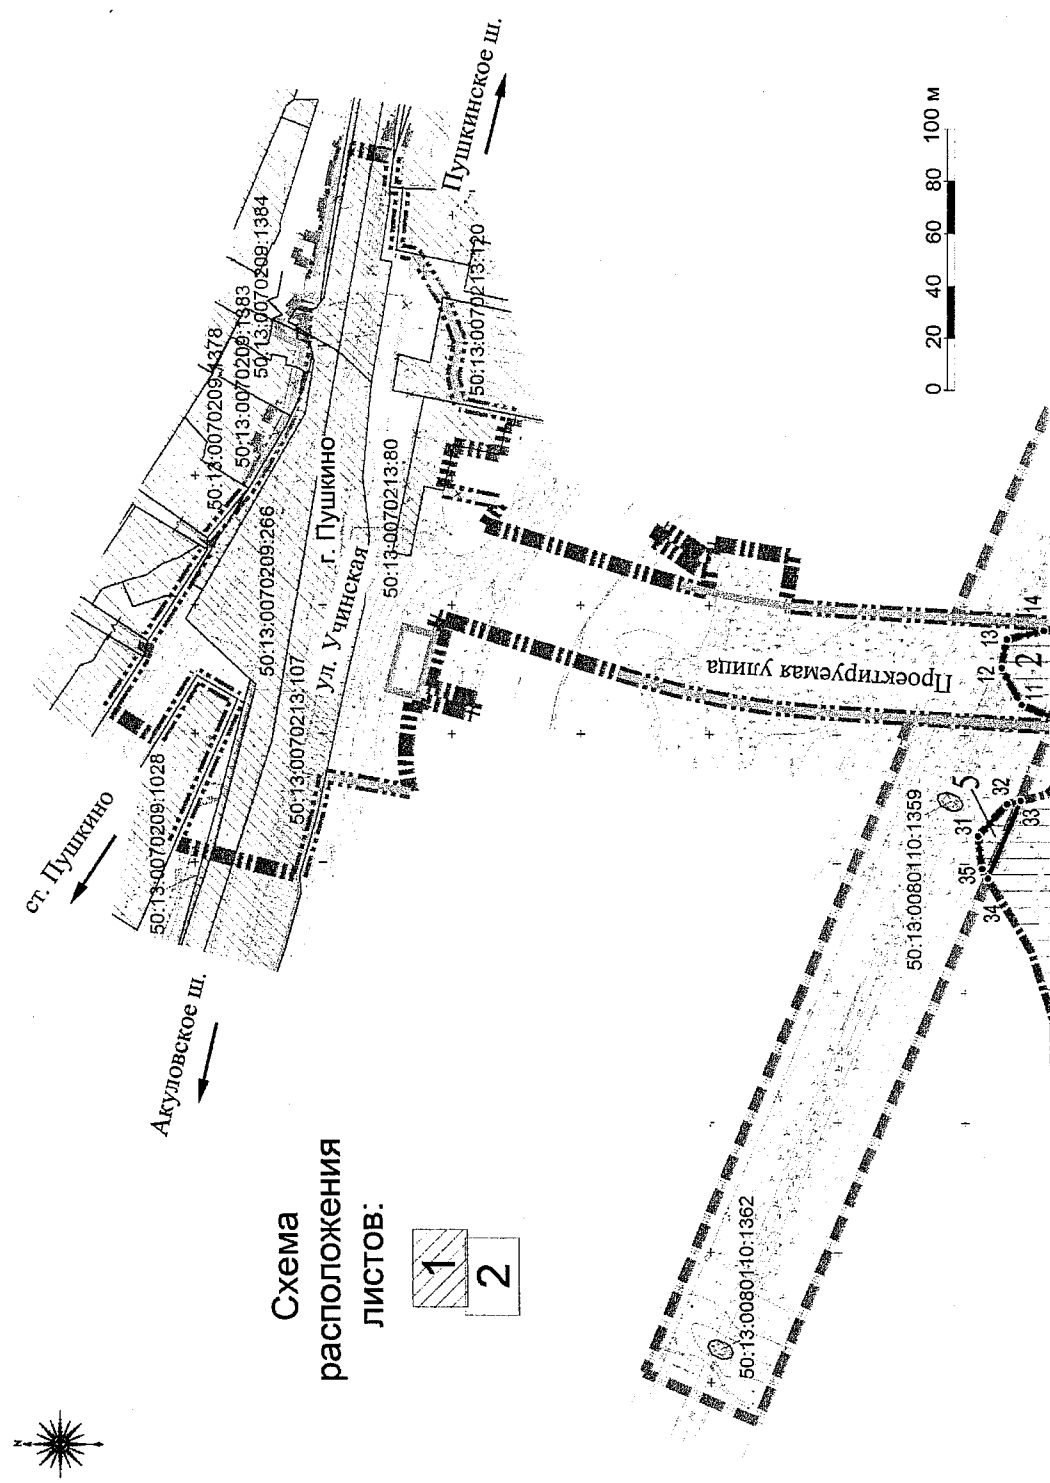 N
ст. Пушкино
Акуловское ш.
Пушкинское ш.
50:13:0070209:1028
50:13:0070209:266
50:13:0070209:1378
50:13:0070209:1383
50:13:0070209:1384
50:13:0070213:107
ул. Учинская
г. Пушкино
50:13:0070213:80
50:13:0070213:120
0 20 40 60 80 100 м
Схема
расположения
листов:
1
2
Проектируемая улица
50:13:0080110:1362
50:13:0080110:1359
34
35
31
5
32
33
11
12
2
13
14